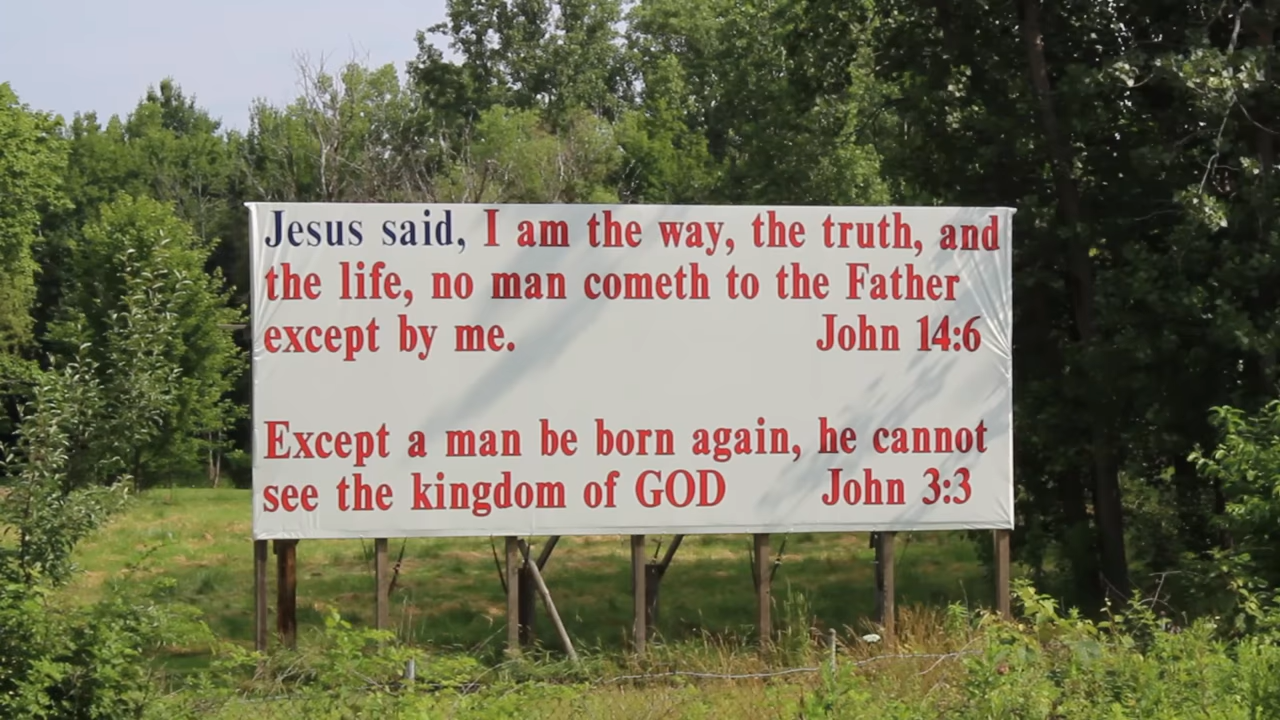 Jesus said, I am the way, the truth, and
the life, no man cometh to the Father
except by me. John 14:6
Except a man be born again, he cannot
see the kingdom of GOD John 3:3